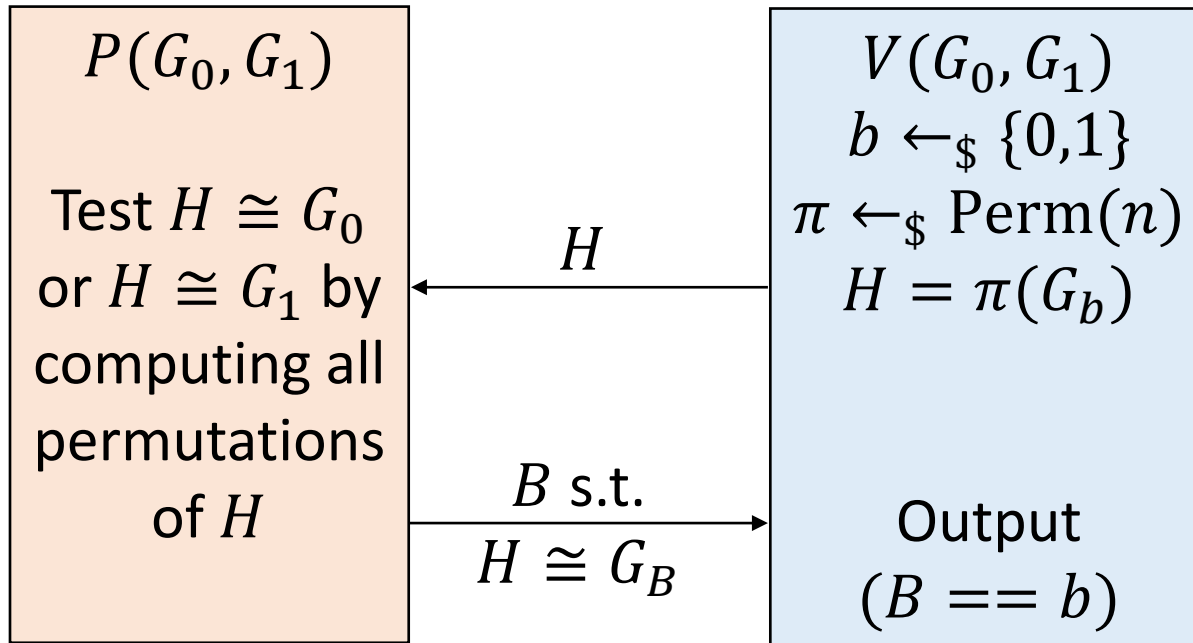 P(G₀, G₁)
Test H ≅ G₀
or H ≅ G₁ by
computing all
permutations
of H
H
B s.t.
H ≅ G_B
V(G₀, G₁)
b ←_$ {0,1}
π ←_$ Perm(n)
H = π(G_b)
Output
(B == b)